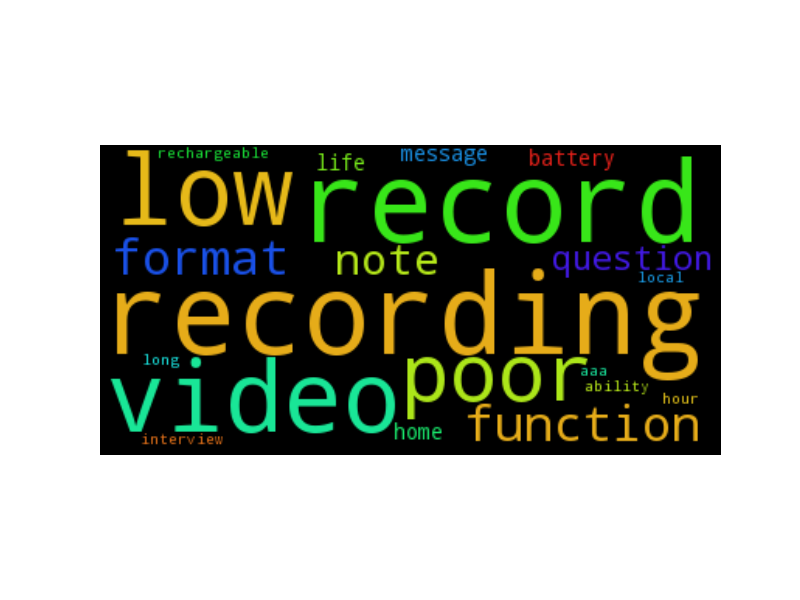 rechargeable
life
message
battery
low
record
format
note
question
local
recording
long
video
poor
aaa
ability
hour
function
home
interview